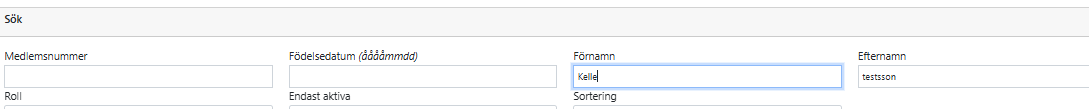 Sök
Medlemsnummer Födelsedatum (ååååmmdd) Förnamn Efternamn
Kelle testsson
Roll Endast aktiva Sortering